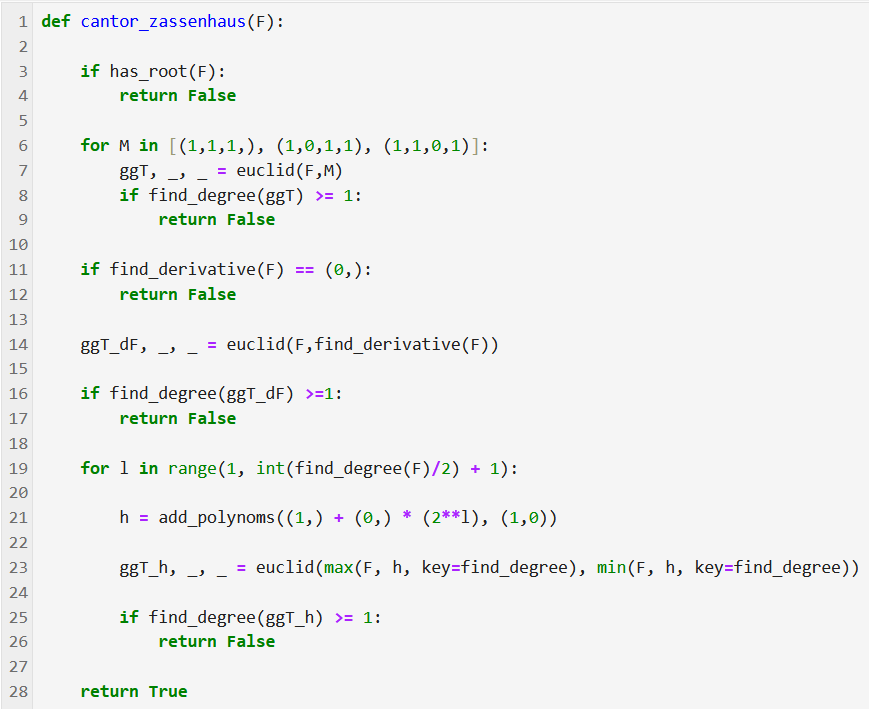 1 def cantor_zassenhaus(F):
2
3     if has_root(F):
4         return False
5
6     for M in [(1,1,1,), (1,0,1,1), (1,1,0,1)]:
7         ggT, _, _ = euclid(F,M)
8         if find_degree(ggT) >= 1:
9             return False
10
11     if find_derivative(F) == (0,):
12         return False
13
14     ggT_dF, _, _ = euclid(F,find_derivative(F))
15
16     if find_degree(ggT_dF) >=1:
17         return False
18
19     for l in range(1, int(find_degree(F)/2) + 1):
20
21         h = add_polynoms((1,) + (0,) * (2**l), (1,0))
22
23         ggT_h, _, _ = euclid(max(F, h, key=find_degree), min(F, h, key=find_degree))
24
25         if find_degree(ggT_h) >= 1:
26             return False
27
28     return True